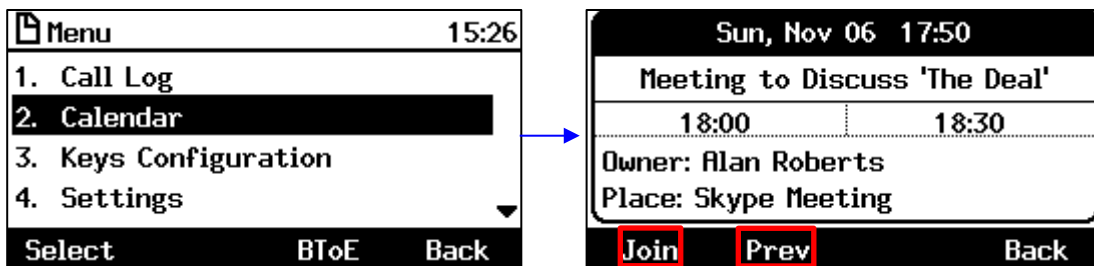 Menu 15:26
1. Call Log
2. Calendar
3. Keys Configuration
4. Settings
Select BToE Back
Sun, Nov 06 17:50
Meeting to Discuss 'The Deal'
18:00 18:30
Owner: Alan Roberts
Place: Skype Meeting
Join Prev Back